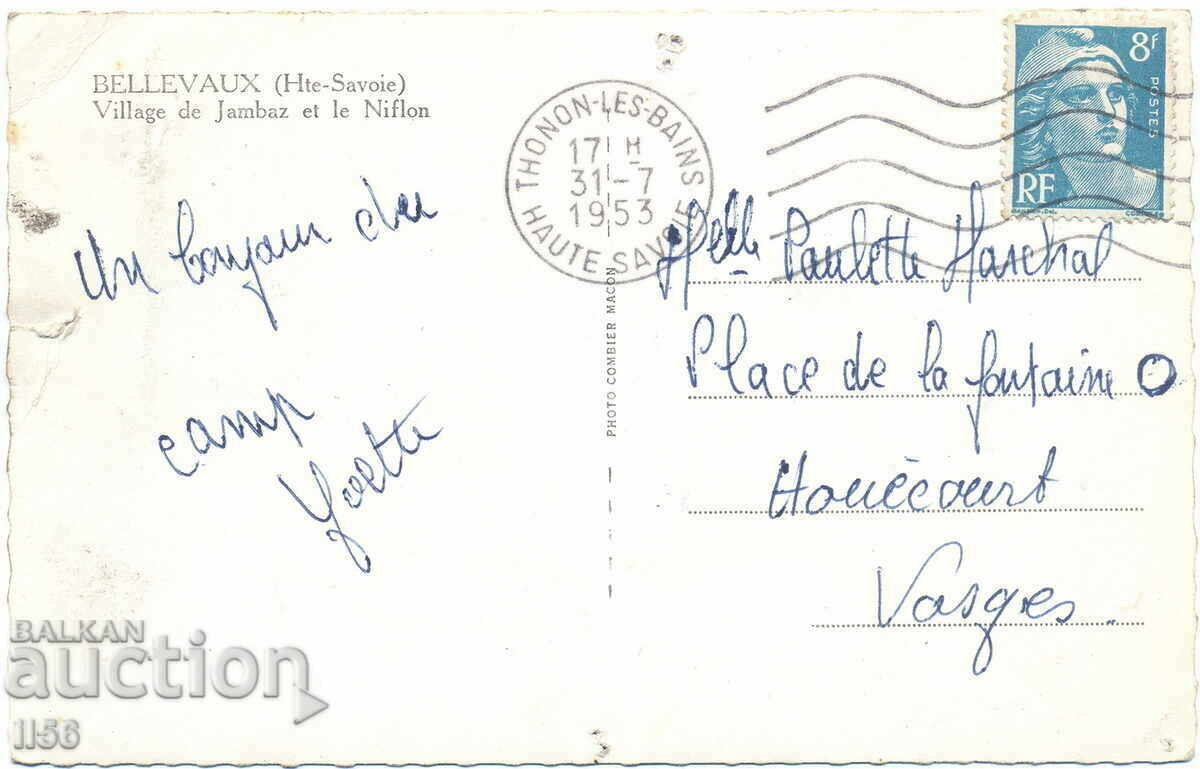 BELLEVAUX (Hte-Savoie)
Village de Jambaz et le Niflon
Un bonjour du
camp
Yvette
THONON-LES-BAINS
17 H
31-7
1953
HAUTE SAVOIE
PHOTO COMBIER MACON
8F
POSTES
RF
Melle Paulette Marchal
Place de la fontaine
Houécourt
Vosges.
BALKAN
auction
il56